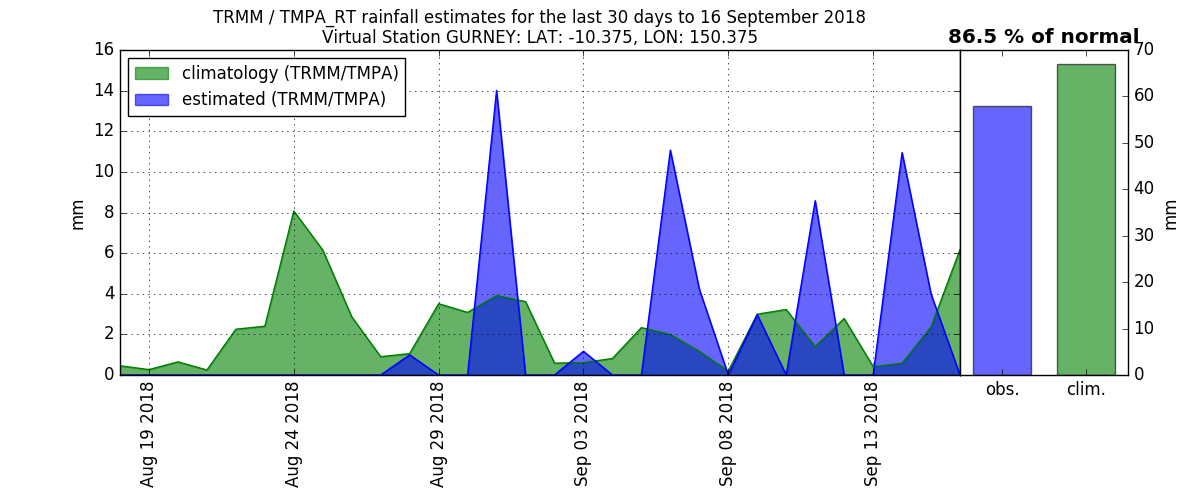 TRMM / TMPA_RT rainfall estimates for the last 30 days to 16 September 2018
Virtual Station GURNEY: LAT: -10.375, LON: 150.375
86.5 % of normal
climatology (TRMM/TMPA)
estimated (TRMM/TMPA)
mm
16
14
12
10
8
6
4
2
0
Aug 19 2018
Aug 24 2018
Aug 29 2018
Sep 03 2018
Sep 08 2018
Sep 13 2018
obs.
clim.
70
60
50
40
30
20
10
0
mm